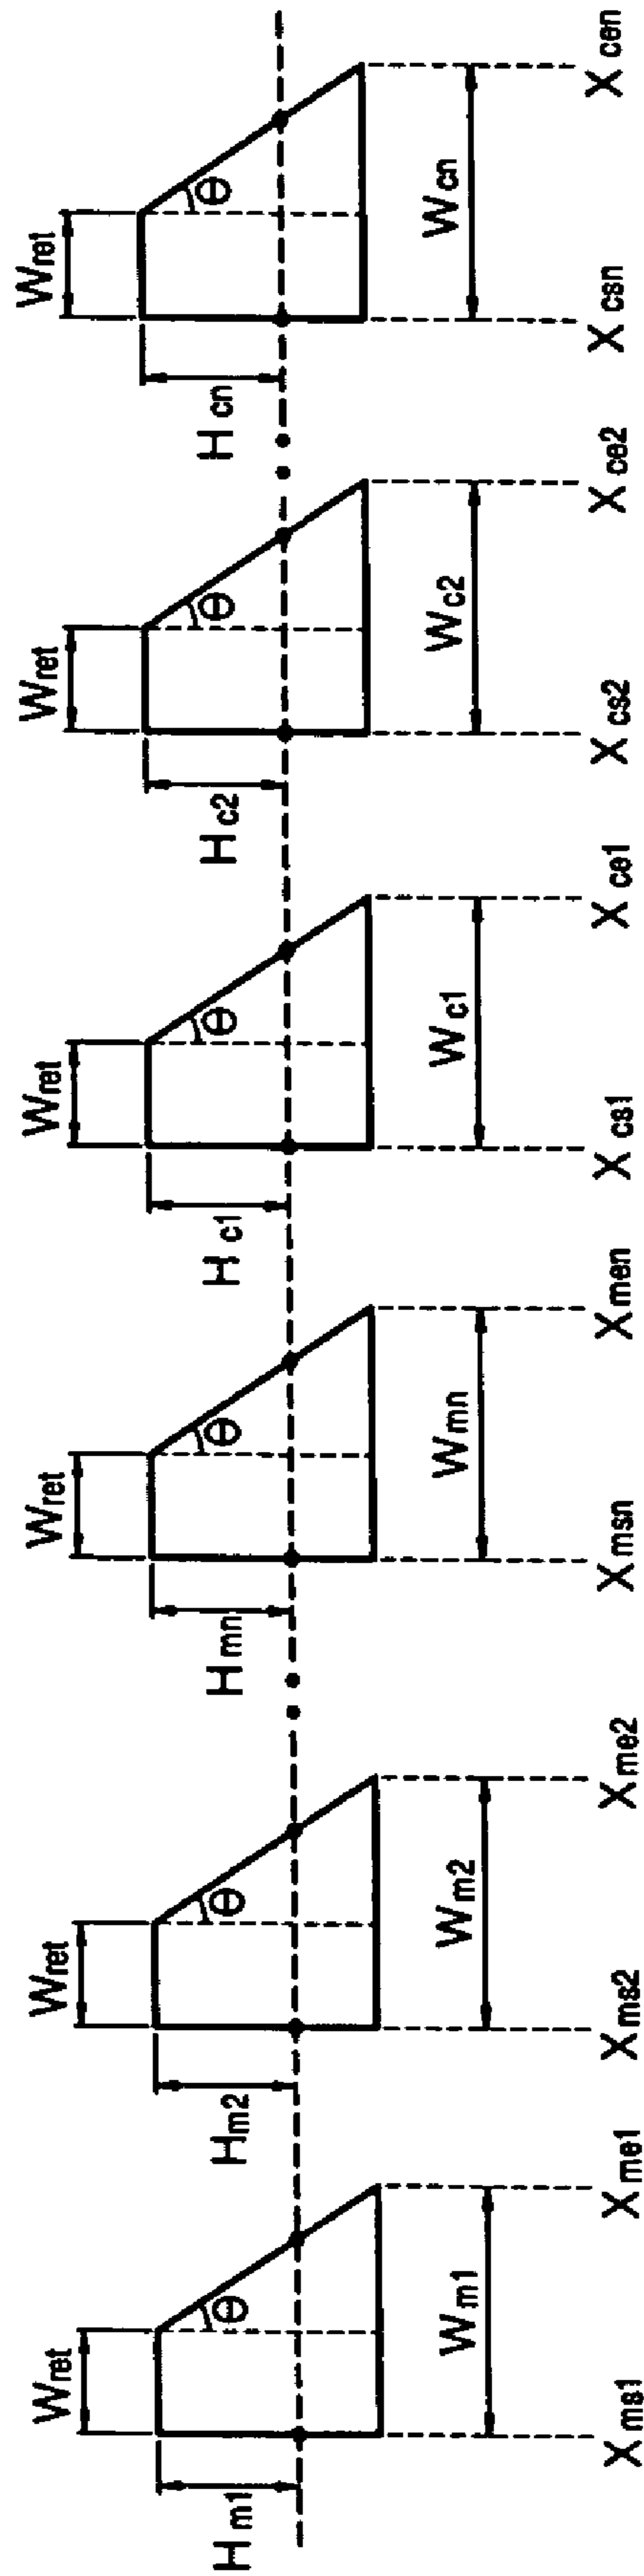 Wret Wret Wret Wret Wret Wret
Hm1 Hm2 Hmn Hc1 Hc2 Hcn
Θ Θ Θ Θ Θ Θ
Wm1 Wm2 Wmn Wc1 Wc2 Wcn
Xms1 Xme1 Xms2 Xme2 Xmsn Xmen Xcs1 Xce1 Xcs2 Xce2 Xcsn Xcen